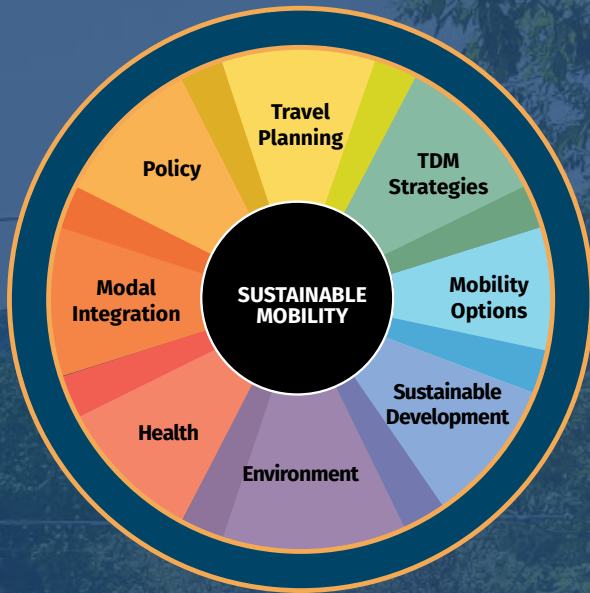 Travel
Planning
TDM
Strategies
Mobility
Options
Sustainable
Development
Environment
Health
Modal
Integration
Policy
SUSTAINABLE
MOBILITY